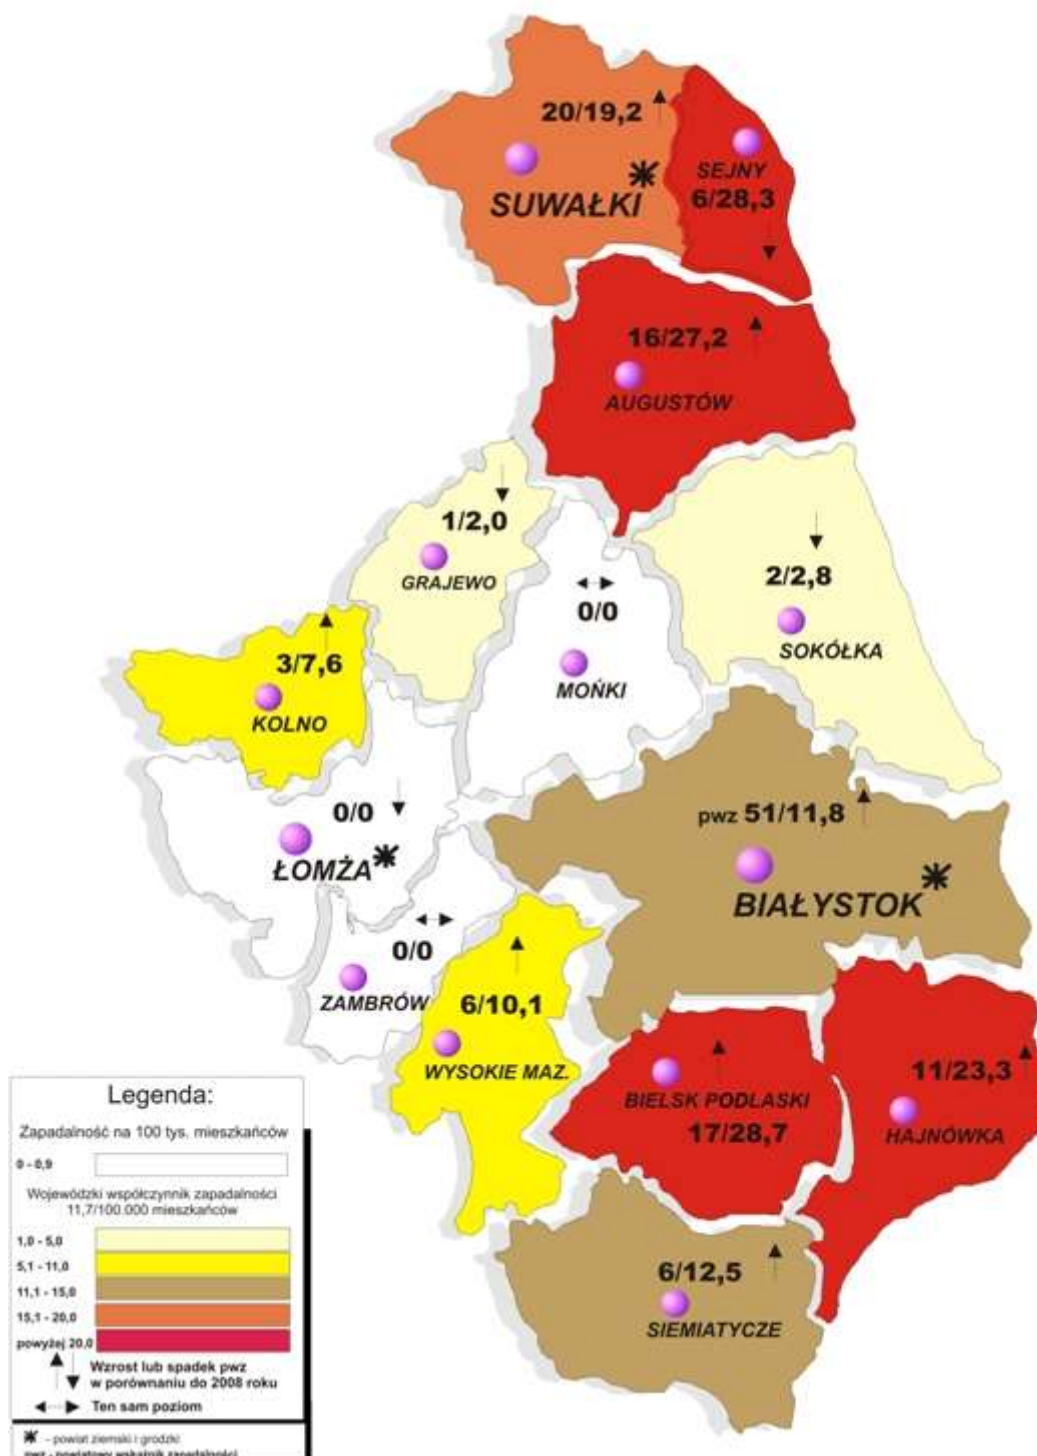 20/19,2
SUWAŁKI
SEJNY
6/28,3
16/27,2
AUGUSTÓW
1/2,0
GRAJEWO
0/0
MOŃKI
2/2,8
SOKÓŁKA
3/7,6
KOLNO
0/0
ŁOMŻA
pwz 51/11,8
BIAŁYSTOK
0/0
ZAMBRÓW
6/10,1
WYSOKIE MAZ.
BIELSK PODLASKI
17/28,7
11/23,3
HAJNÓWKA
6/12,5
SIEMIATYCZE
Legenda:
Zapadalność na 100 tys. mieszkańców
0 - 0,9
Wojewódzki współczynnik zapadalności
11,7/100.000 mieszkańców
1,0 - 5,0
5,1 - 11,0
11,1 - 15,0
15,1 - 20,0
powyżej 20,0
Wzrost lub spadek pwz
w porównaniu do 2008 roku
Ten sam poziom
- powiat ziemski i grodzki
pwz - powiatowy wskaźnik zapadalności